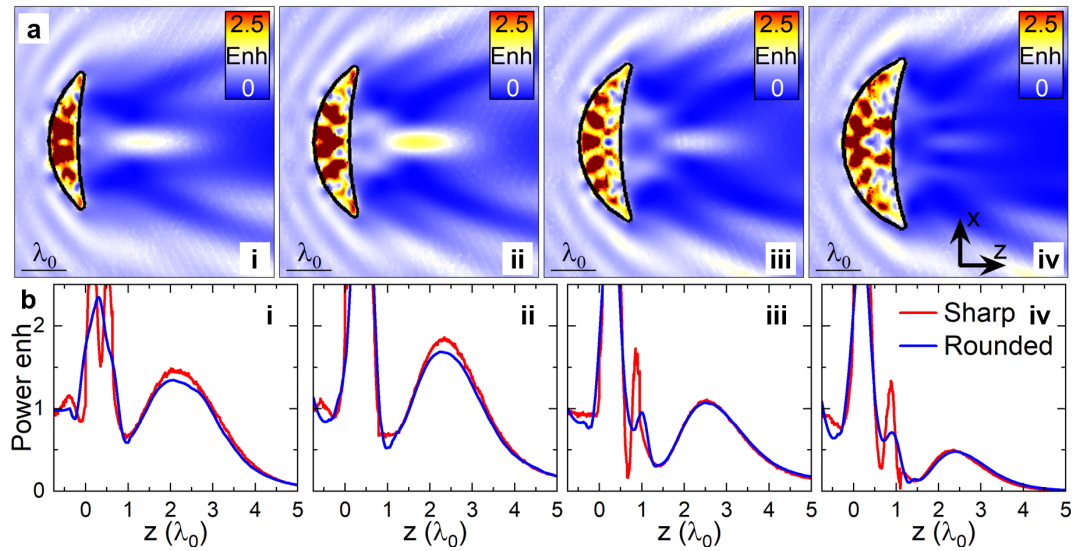 a
2.5
Enh
0
λ₀
i
2.5
Enh
0
λ₀
ii
2.5
Enh
0
λ₀
iii
2.5
Enh
0
λ₀
x
z
iv
b
Power enh
2
1
0
i
0 1 2 3 4 5
z (λ₀)
ii
0 1 2 3 4 5
z (λ₀)
iii
0 1 2 3 4 5
z (λ₀)
Sharp
Rounded
iv
0 1 2 3 4 5
z (λ₀)